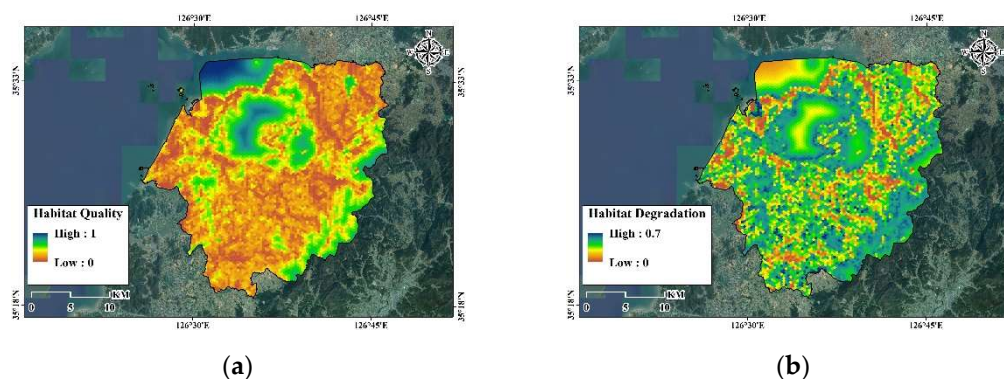 126°30'E
126°45'E
N
W
E
S
35°33'N
35°33'N
Habitat Quality
High : 1
Low : 0
KM
0 5 10
35°18'N
35°18'N
126°30'E
126°45'E
(a)
126°30'E
126°45'E
N
W
E
S
35°33'N
35°33'N
Habitat Degradation
High : 0.7
Low : 0
KM
0 5 10
35°18'N
35°18'N
126°30'E
126°45'E
(b)